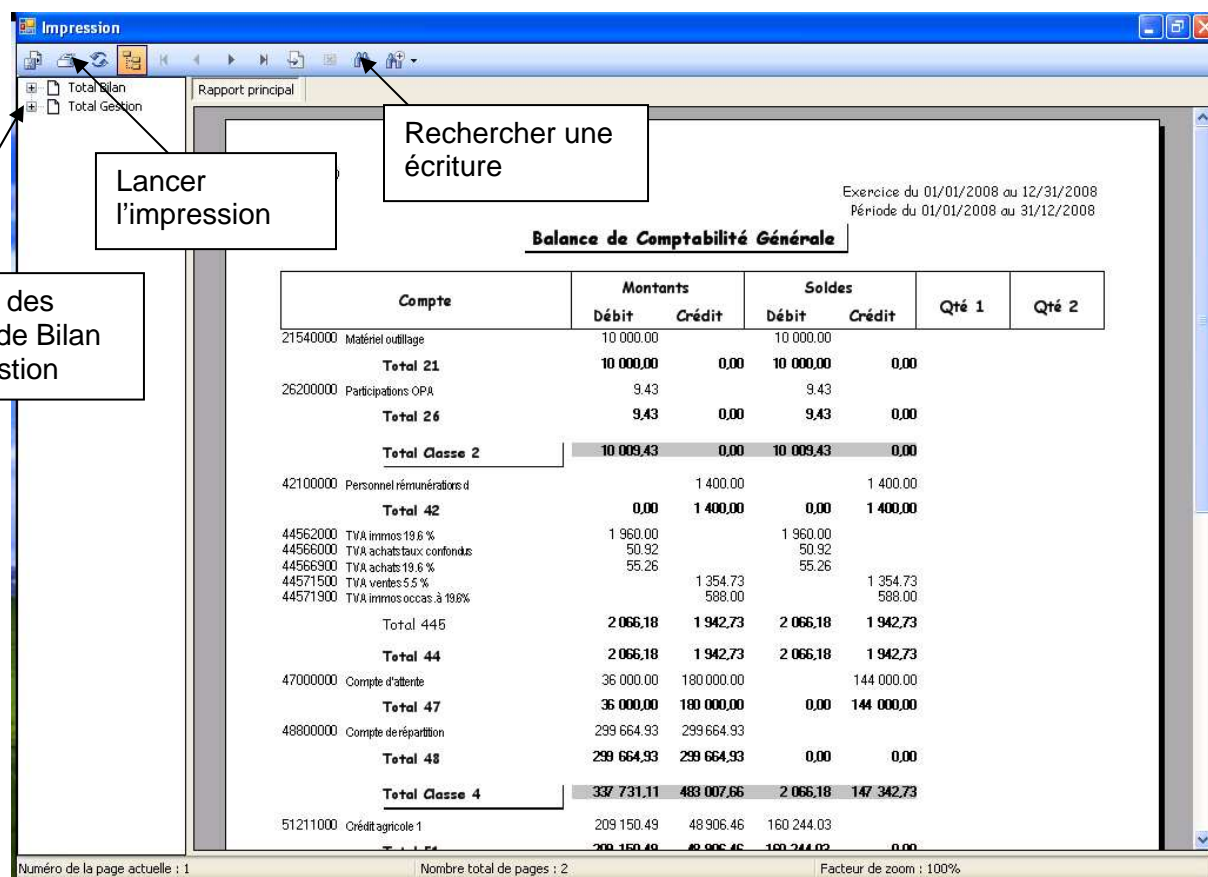 Impression
Total Bilan
Total Gestion
Rapport principal
Rechercher une
écriture
Lancer
l'impression
des
de Bilan
Exercice du 01/01/2008 au 12/31/2008
Période du 01/01/2008 au 31/12/2008
Balance de Comptabilité Générale
Compte Montants Soldes Qté 1 Qté 2
Débit Crédit Débit Crédit
21540000 Matériel outillage 10 000.00 10 000.00
Total 21 10 000,00 0,00 10 000,00 0,00
26200000 Participations OPA 9.43 9.43
Total 26 9,43 0,00 9,43 0,00
Total Classe 2 10 009,43 0,00 10 009,43 0,00
42100000 Personnel rémunérations d 1 400.00 1 400.00
Total 42 0,00 1 400,00 0,00 1 400,00
44562000 TVA immos 19.6 % 1 960.00 1 960.00
44566000 TVA achats taux confondus 50.92 50.92
44566900 TVA achats 19.6 % 55.26 55.26
44571500 TVA ventes 5.5 % 1 354.73 1 354.73
44571900 TVA immos occas. à 19.6% 588.00 588.00
Total 445 2 066,18 1 942,73 2 066,18 1 942,73
Total 44 2 066,18 1 942,73 2 066,18 1 942,73
47000000 Compte d'attente 36 000.00 180 000.00 144 000.00
Total 47 36 000,00 180 000,00 0,00 144 000,00
48800000 Compte de répartition 299 664.93 299 664.93
Total 48 299 664,93 299 664,93 0,00 0,00
Total Classe 4 337 731,11 483 007,66 2 066,18 147 342,73
51211000 Crédit agricole 1 209 150.49 48 906.46 160 244.03
Numéro de la page actuelle : 1 Nombre total de pages : 2 Facteur de zoom : 100%